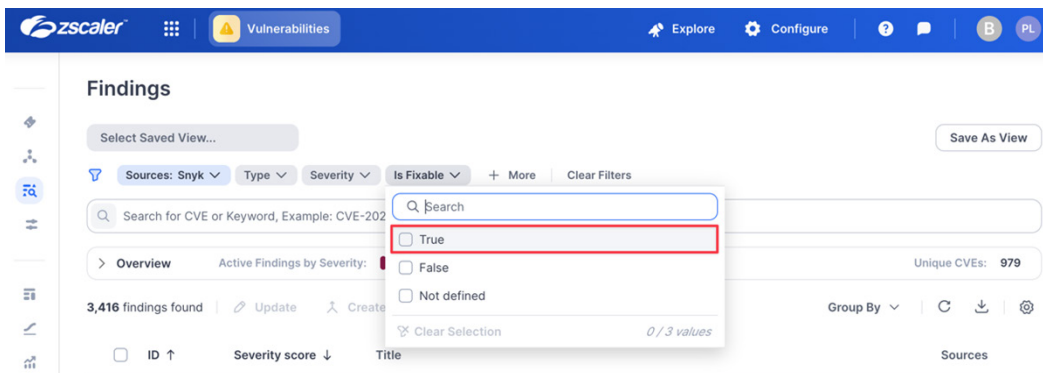 zscaler Vulnerabilities Explore Configure ? B PL
Findings
Select Saved View... Save As View
Sources: Snyk Type Severity Is Fixable + More Clear Filters
Search for CVE or Keyword, Example: CVE-202
Search
True
Overview Active Findings by Severity: Unique CVEs: 979
False
Not defined
3,416 findings found Update Create Group By
Clear Selection 0 / 3 values
ID ↑ Severity score ↓ Title Sources